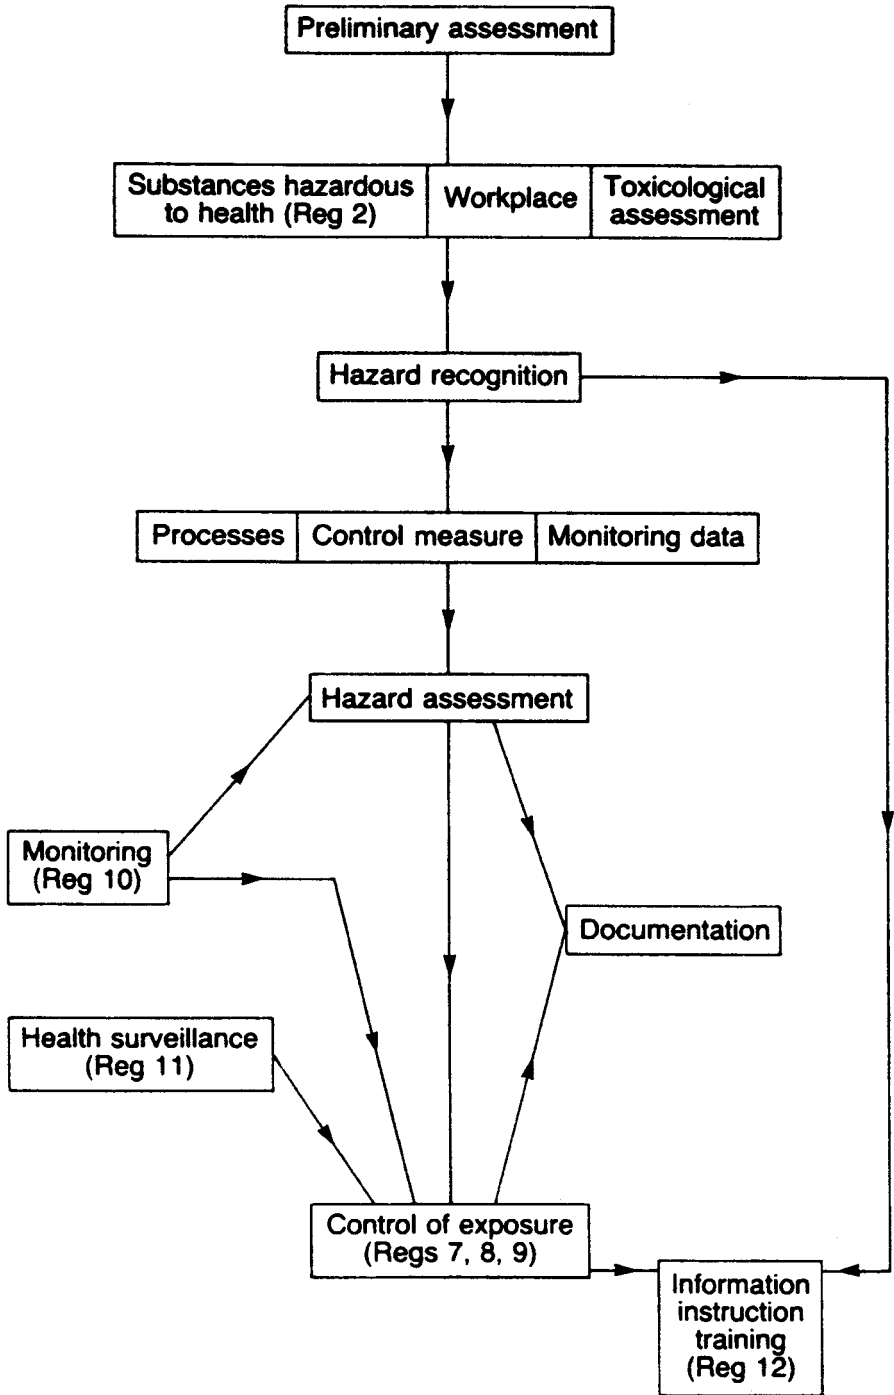 Preliminary assessment
Substances hazardous
to health (Reg 2)
Workplace
Toxicological
assessment
Hazard recognition
Processes
Control measure
Monitoring data
Hazard assessment
Monitoring
(Reg 10)
Documentation
Health surveillance
(Reg 11)
Control of exposure
(Regs 7, 8, 9)
Information
instruction
training
(Reg 12)